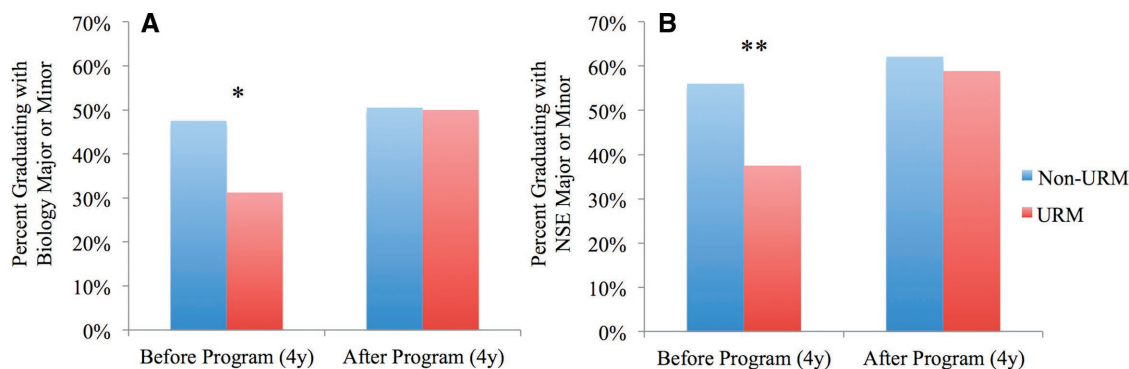 A
Percent Graduating with
Biology Major or Minor
70%
60%
50%
40%
30%
20%
10%
0%
*
Before Program (4y)
After Program (4y)
B
Percent Graduating with
NSE Major or Minor
70%
60%
50%
40%
30%
20%
10%
0%
**
Before Program (4y)
After Program (4y)
Non-URM
URM